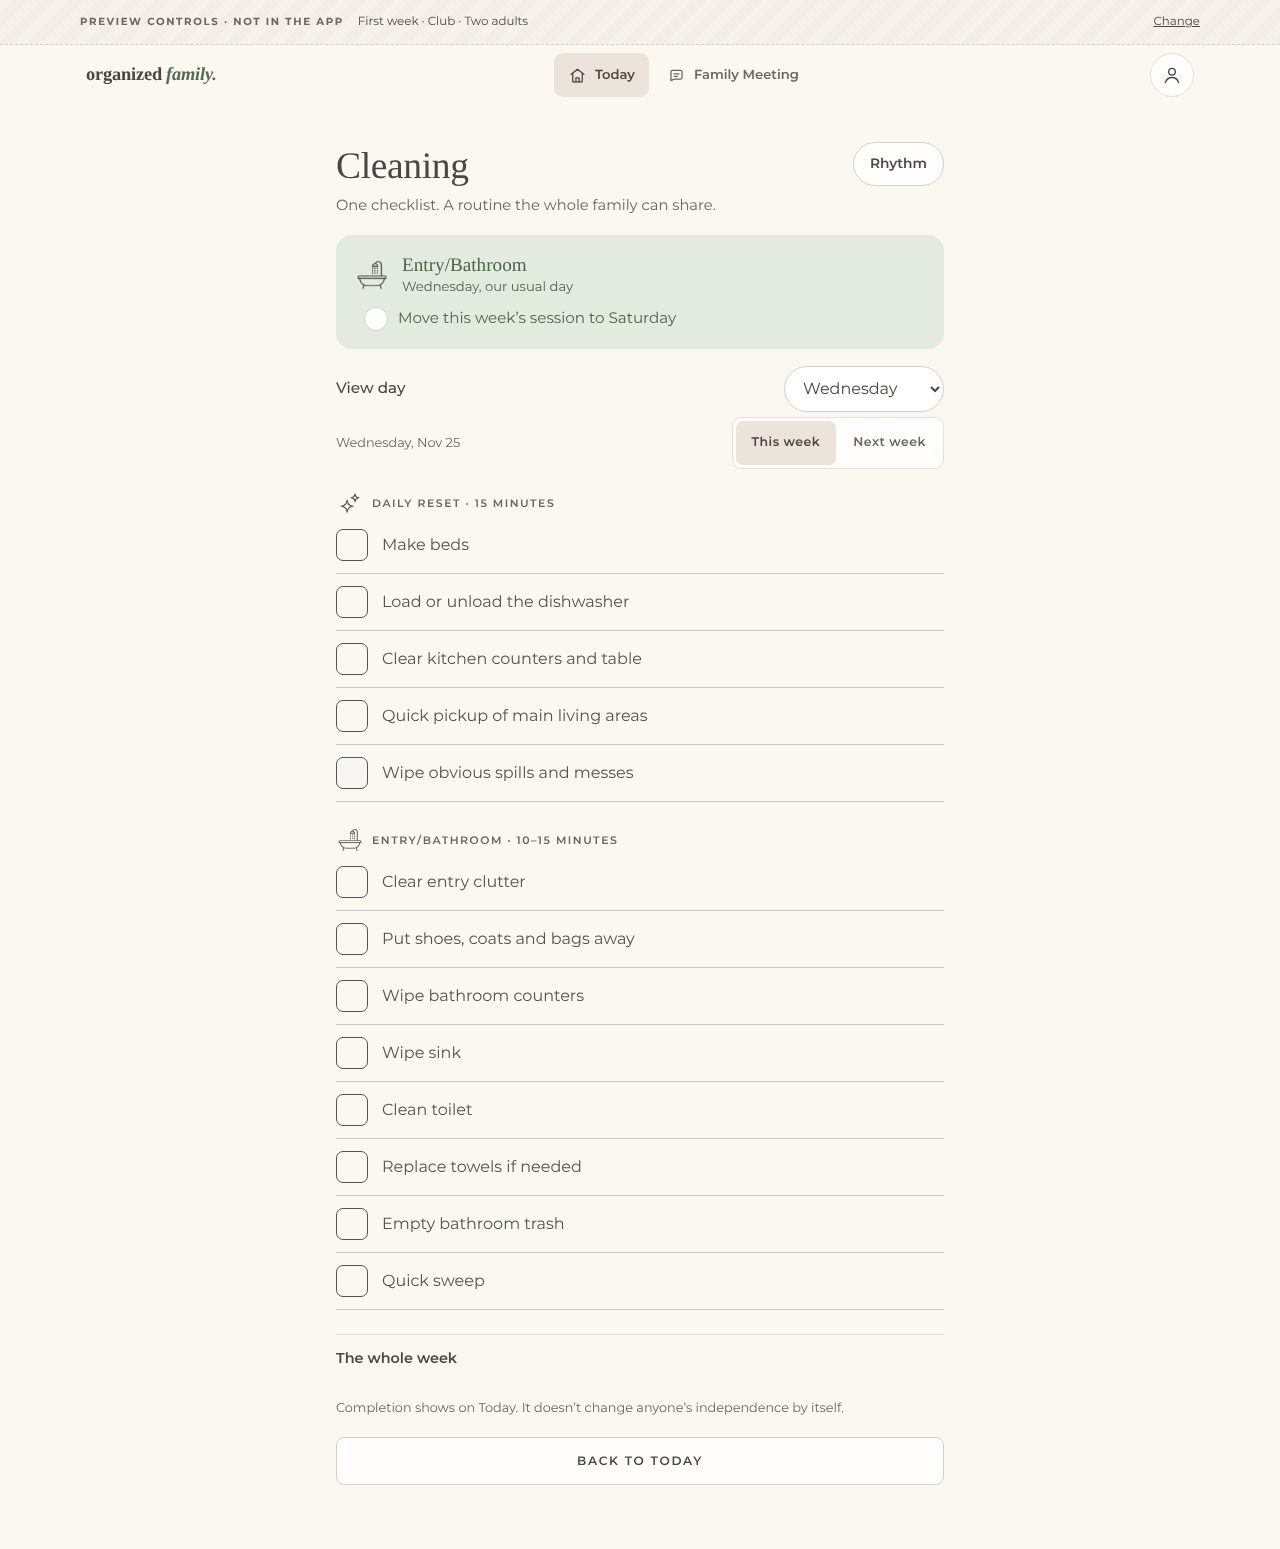 PREVIEW CONTROLS · NOT IN THE APP First week · Club · Two adults Change
organized family. Today Family Meeting
Cleaning Rhythm
One checklist. A routine the whole family can share.
Entry/Bathroom
Wednesday, our usual day
Move this week’s session to Saturday
View day Wednesday
Wednesday, Nov 25 This week Next week
DAILY RESET · 15 MINUTES
Make beds
Load or unload the dishwasher
Clear kitchen counters and table
Quick pickup of main living areas
Wipe obvious spills and messes
ENTRY/BATHROOM · 10–15 MINUTES
Clear entry clutter
Put shoes, coats and bags away
Wipe bathroom counters
Wipe sink
Clean toilet
Replace towels if needed
Empty bathroom trash
Quick sweep
The whole week
Completion shows on Today. It doesn’t change anyone’s independence by itself.
BACK TO TODAY